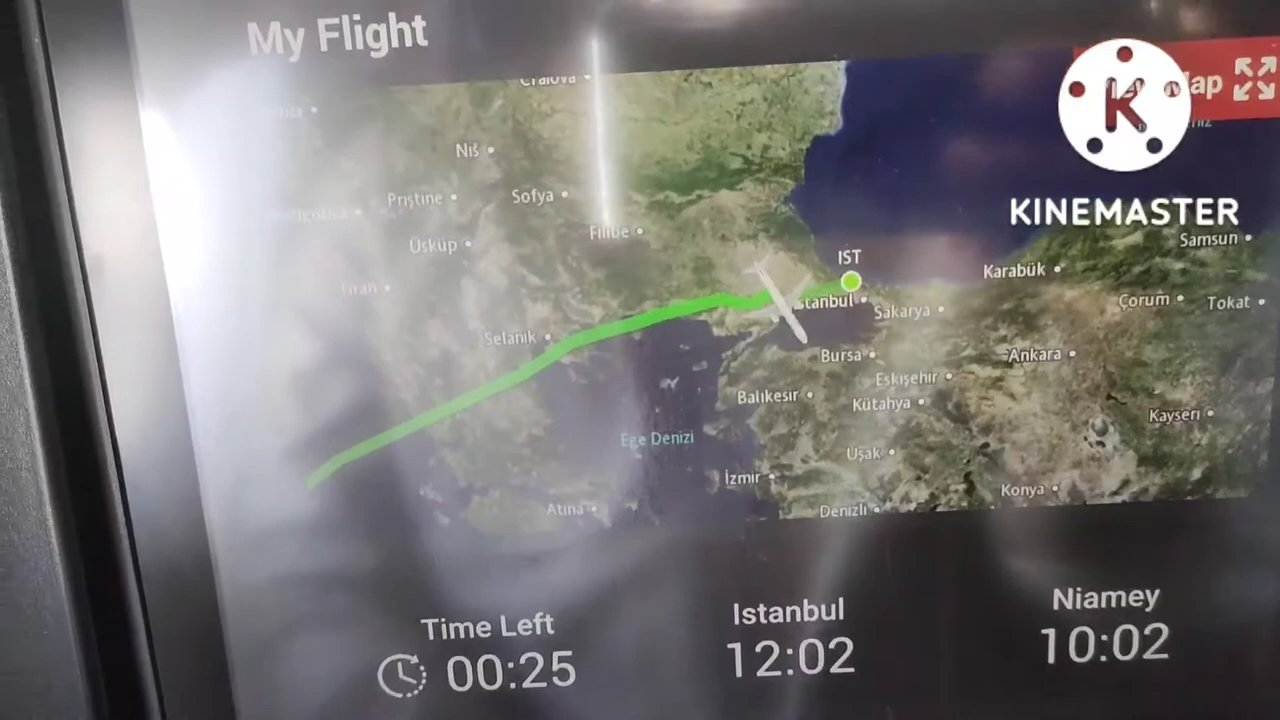 My Flight
Craiova
Map
K
KINEMASTER
Niš
Priştine
Sofya
Üsküp
Filibe
Tiran
Samsun
IST
Karabük
Çorum
Tokat
Sakarya
Selanik
Bursa
Ankara
Eskişehir
Balıkesir
Kütahya
Kayseri
Ege Denizi
Uşak
İzmir
Konya
Atina
Denizli
Time Left
00:25
Istanbul
12:02
Niamey
10:02